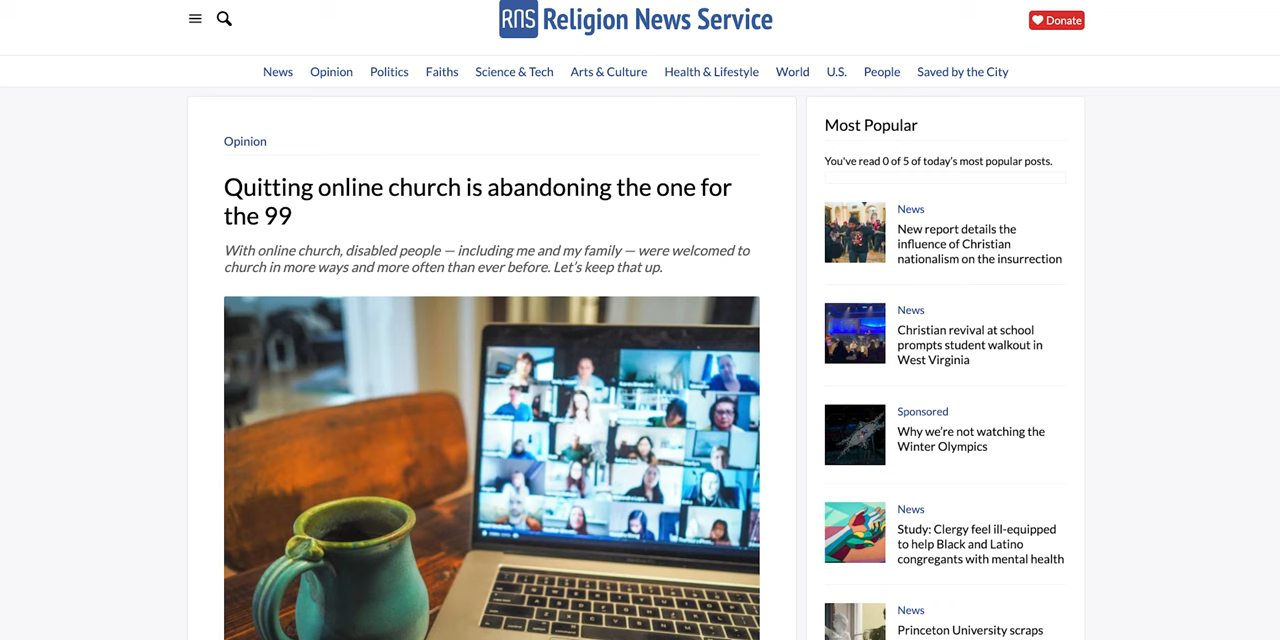 RNS Religion News Service
Donate
News Opinion Politics Faiths Science & Tech Arts & Culture Health & Lifestyle World U.S. People Saved by the City
Opinion
Quitting online church is abandoning the one for
the 99
With online church, disabled people — including me and my family — were welcomed to
church in more ways and more often than ever before. Let’s keep that up.
Most Popular
You've read 0 of 5 of today’s most popular posts.
News
New report details the
influence of Christian
nationalism on the insurrection
News
Christian revival at school
prompts student walkout in
West Virginia
Sponsored
Why we’re not watching the
Winter Olympics
News
Study: Clergy feel ill-equipped
to help Black and Latino
congregants with mental health
News
Princeton University scraps